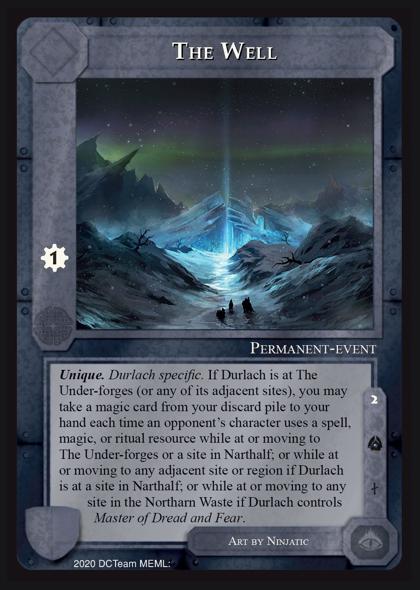 THE WELL
1
PERMANENT-EVENT
Unique. Durlach specific. If Durlach is at The
Under-forges (or any of its adjacent sites), you may
take a magic card from your discard pile to your
hand each time an opponent's character uses a spell,
magic, or ritual resource while at or moving to
The Under-forges or a site in Narthalf; or while at
or moving to any adjacent site or region if Durlach
is at a site in Narthalf; or while at or moving to any
site in the Northarn Waste if Durlach controls
Master of Dread and Fear.
2
ART BY NINJATIC
2020 DCTeam MEML: